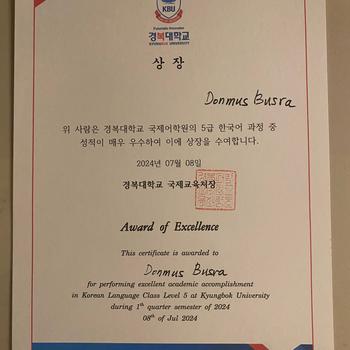 KBU
Futuristic Innovation
경복대학교
KYUNGBOK UNIVERSITY
상 장
Donmus Busra
위 사람은 경복대학교 국제어학원의 5급 한국어 과정 중
성적이 매우 우수하여 이에 상장을 수여합니다.
2024년 07월 08일
경복대학교 국제교육처장
Award of Excellence
This certificate is awarded to
Donmus Busra
for performing excellent academic accomplishment
in Korean Language Class Level 5 at Kyungbok University
during 1st quarter semester of 2024
08th of Jul 2024